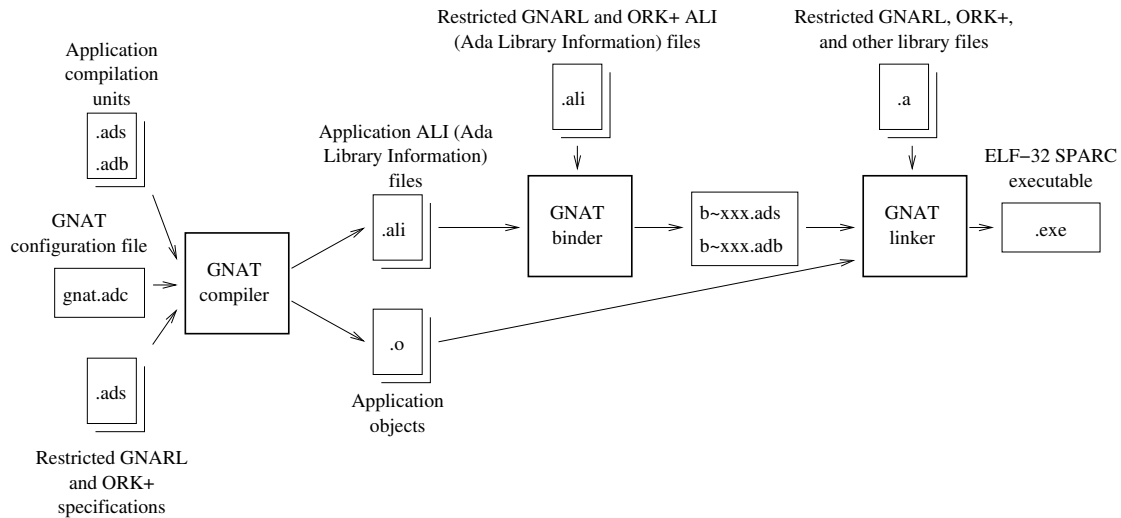 Restricted GNARL and ORK+ ALI
(Ada Library Information) files
.ali
Restricted GNARL, ORK+,
and other library files
.a
Application
compilation
units
.ads
.adb
GNAT
configuration file
gnat.adc
.ads
Restricted GNARL
and ORK+
specifications
GNAT
compiler
Application ALI (Ada
Library Information)
files
.ali
.o
Application
objects
GNAT
binder
b~xxx.ads
b~xxx.adb
GNAT
linker
ELF−32 SPARC
executable
.exe